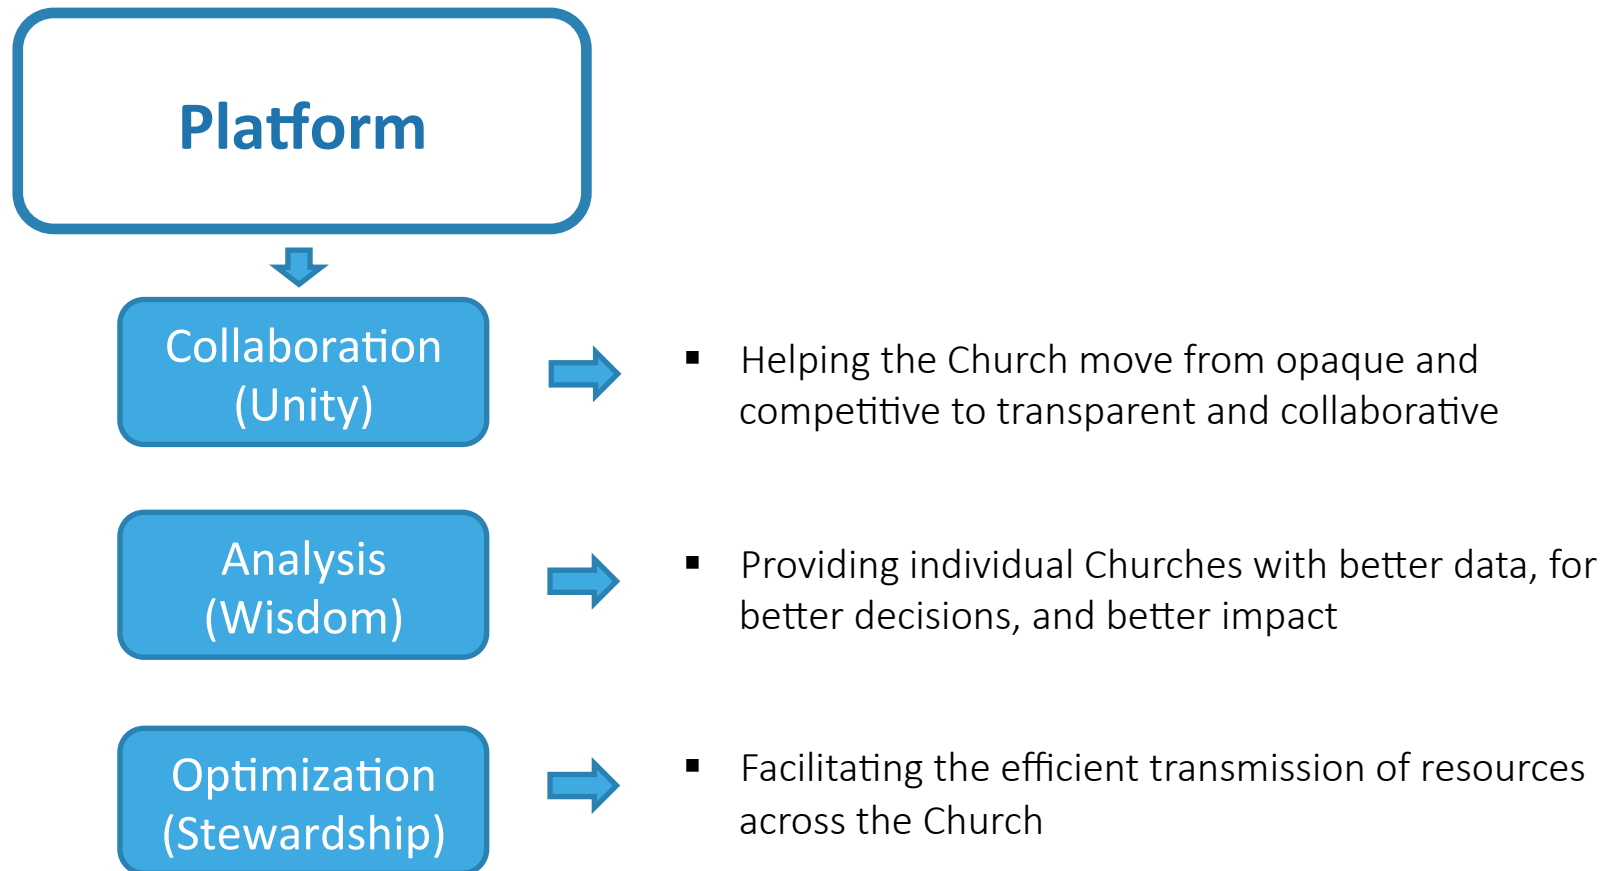 Platform
Collaboration
(Unity)
▪ Helping the Church move from opaque and
competitive to transparent and collaborative
Analysis
(Wisdom)
▪ Providing individual Churches with better data, for
better decisions, and better impact
Optimization
(Stewardship)
▪ Facilitating the efficient transmission of resources
across the Church